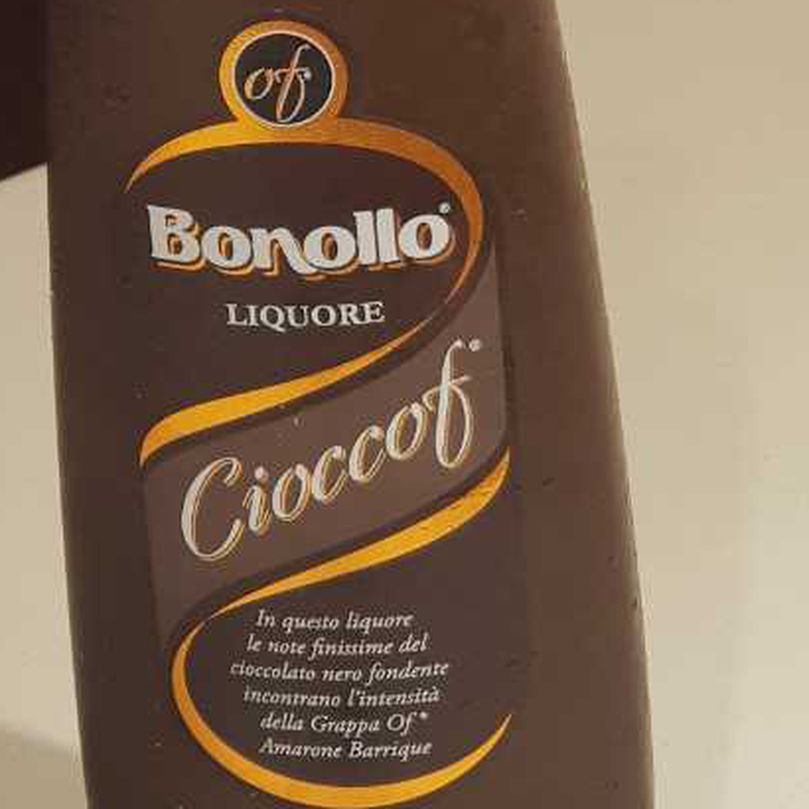 of
Bonollo®
LIQUORE
Cioccof®
In questo liquore
le note finissime del
cioccolato nero fondente
incontrano l'intensità
della Grappa Of®
Amarone Barrique